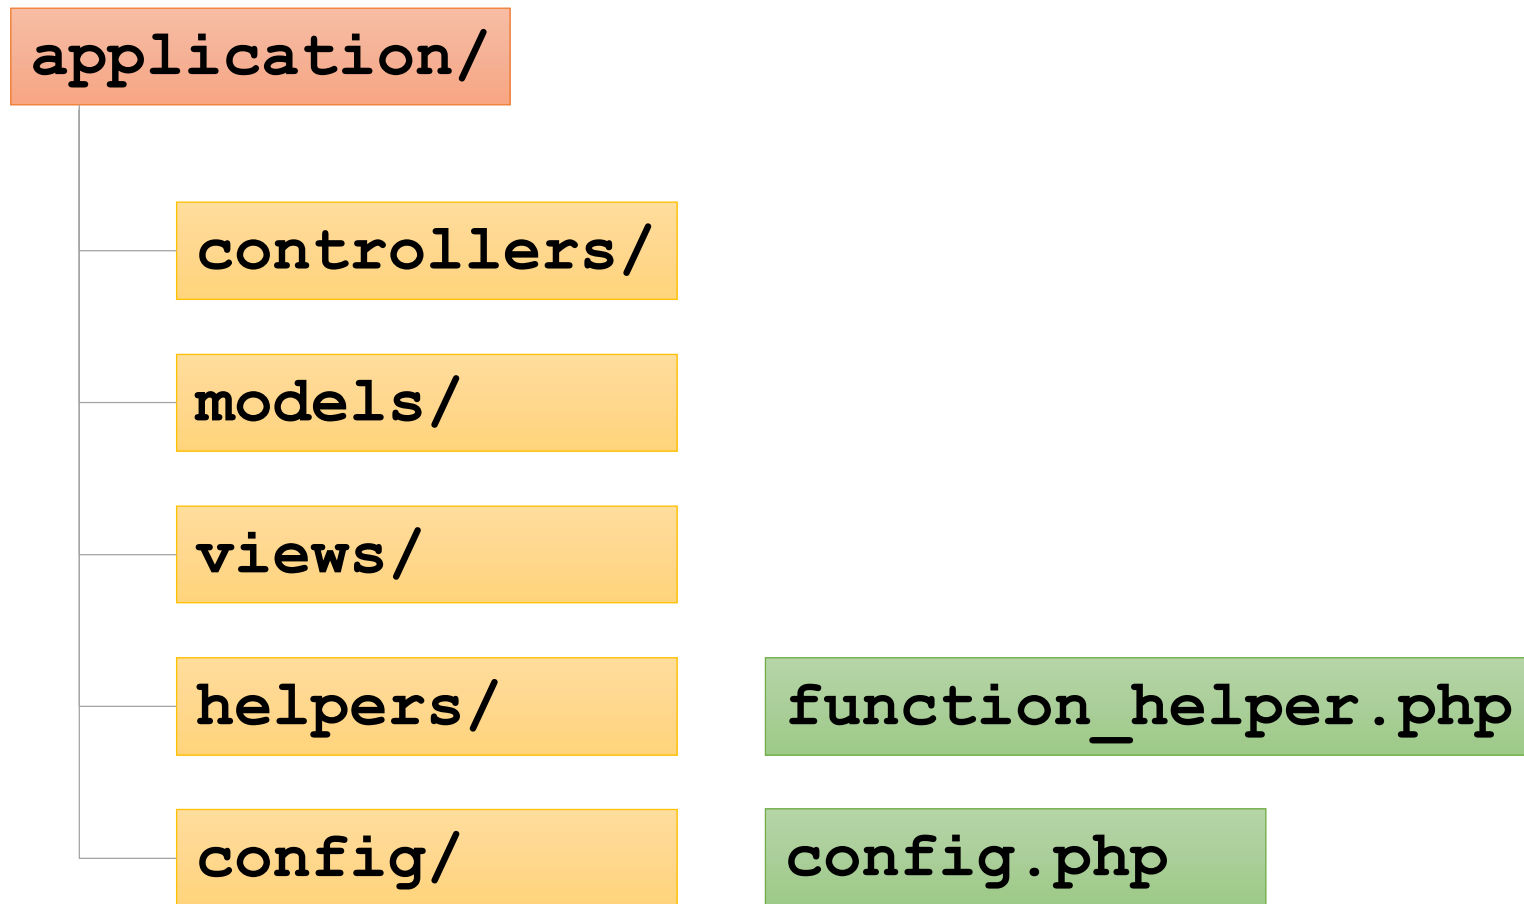 application/
controllers/
models/
views/
helpers/
function_helper.php
config/
config.php